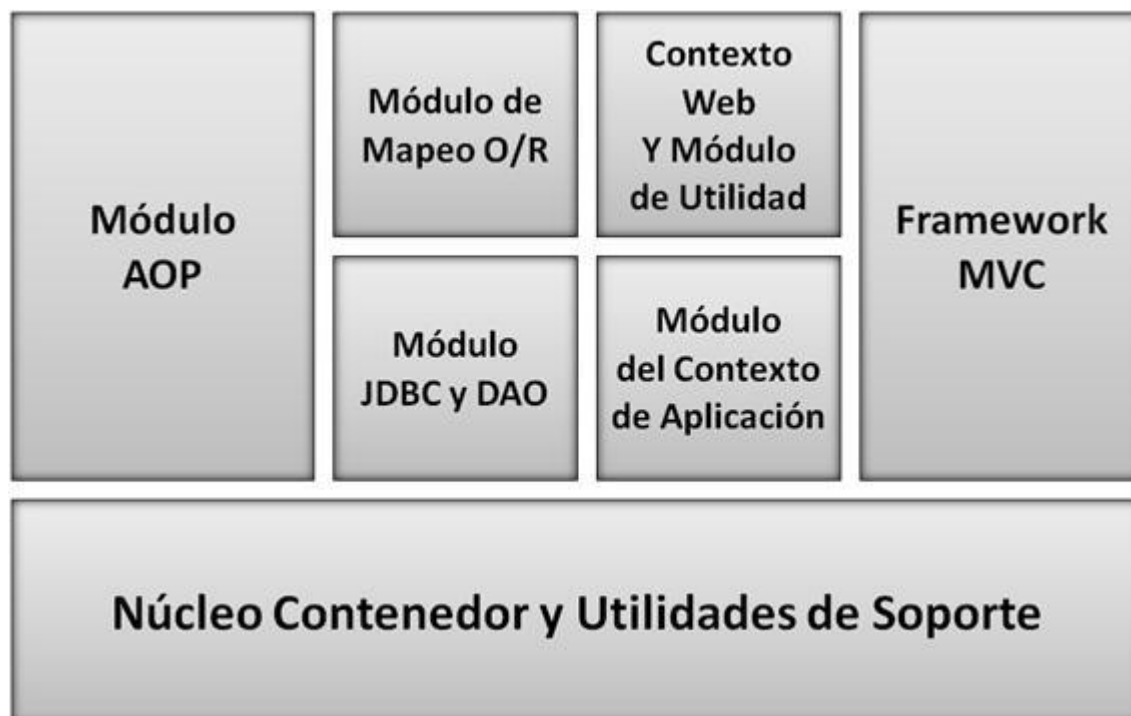 Módulo
AOP
Módulo de
Mapeo O/R
Contexto
Web
Y Módulo
de Utilidad
Framework
MVC
Módulo
JDBC y DAO
Módulo
del Contexto
de Aplicación
Núcleo Contenedor y Utilidades de Soporte